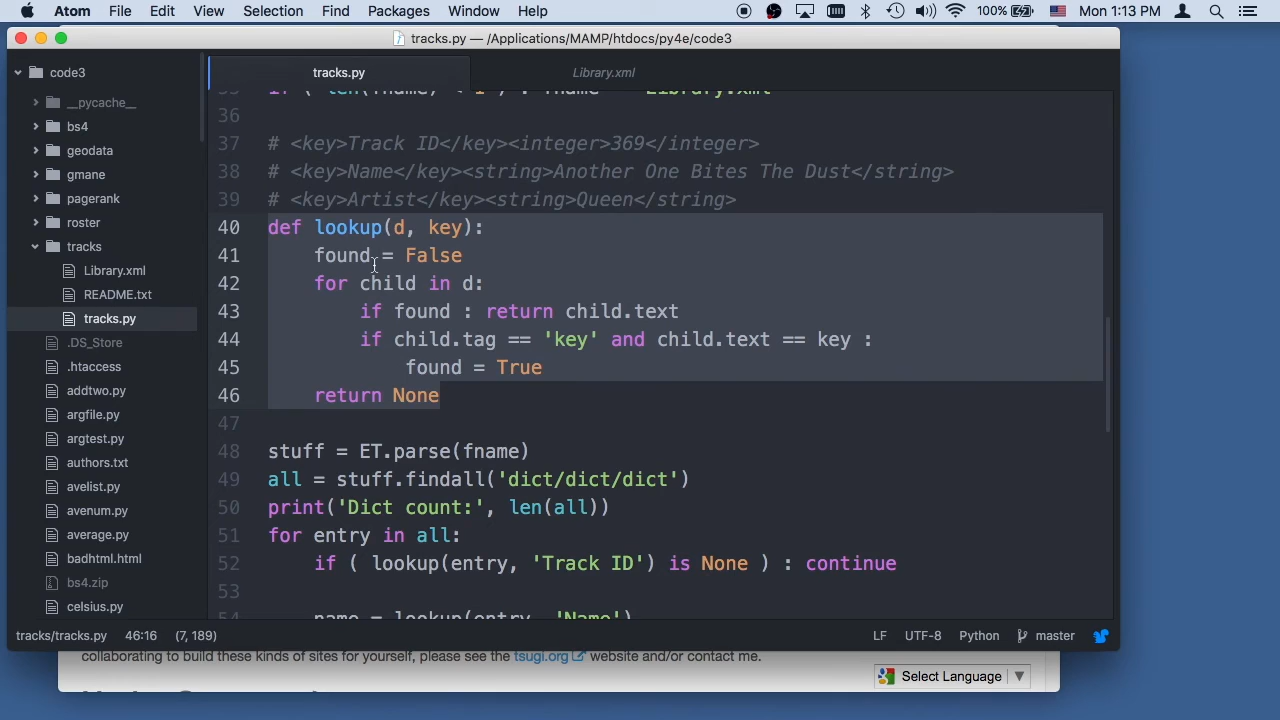 Atom File Edit View Selection Find Packages Window Help 100% Mon 1:13 PM
tracks.py — /Applications/MAMP/htdocs/py4e/code3
code3
__pycache__
bs4
geodata
gmane
pagerank
roster
tracks
Library.xml
README.txt
tracks.py
.DS_Store
.htaccess
addtwo.py
argfile.py
argtest.py
authors.txt
avelist.py
avenum.py
average.py
badhtml.html
bs4.zip
celsius.py
tracks.py Library.xml
36
37 # <key>Track ID</key><integer>369</integer>
38 # <key>Name</key><string>Another One Bites The Dust</string>
39 # <key>Artist</key><string>Queen</string>
40 def lookup(d, key):
41 found = False
42 for child in d:
43 if found : return child.text
44 if child.tag == 'key' and child.text == key :
45 found = True
46 return None
47
48 stuff = ET.parse(fname)
49 all = stuff.findall('dict/dict/dict')
50 print('Dict count:', len(all))
51 for entry in all:
52 if ( lookup(entry, 'Track ID') is None ) : continue
53
54 name = lookup(entry, 'Name')
tracks/tracks.py 46:16 (7, 189) LF UTF-8 Python master
collaborating to build these kinds of sites for yourself, please see the tsugi.org website and/or contact me.
Select Language